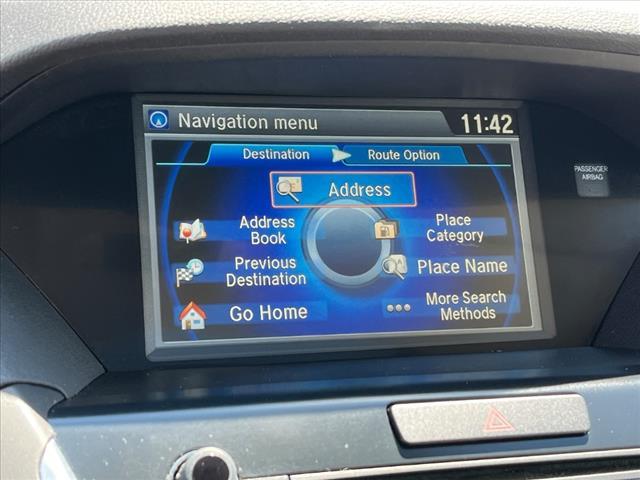 Navigation menu
11:42
Destination
Route Option
Address
Address
Book
Place
Category
Previous
Destination
Place Name
Go Home
More Search
Methods
PASSENGER
AIRBAG